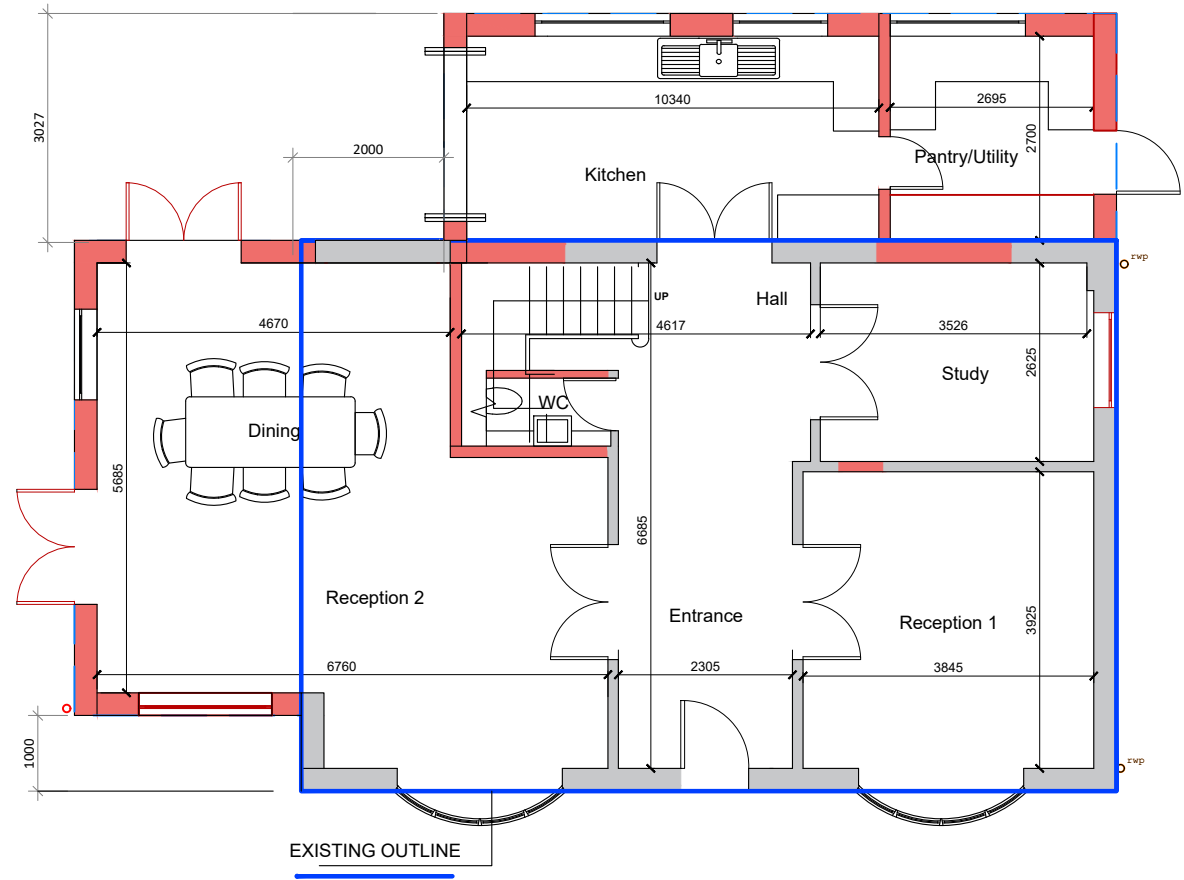 10340
2695
3027
2000
2700
Kitchen
Pantry/Utility
rwp
UP
Hall
4670
4617
3526
2625
Study
WC
Dining
5685
6685
Reception 2
Entrance
Reception 1
3925
6760
2305
3845
1000
rwp
EXISTING OUTLINE